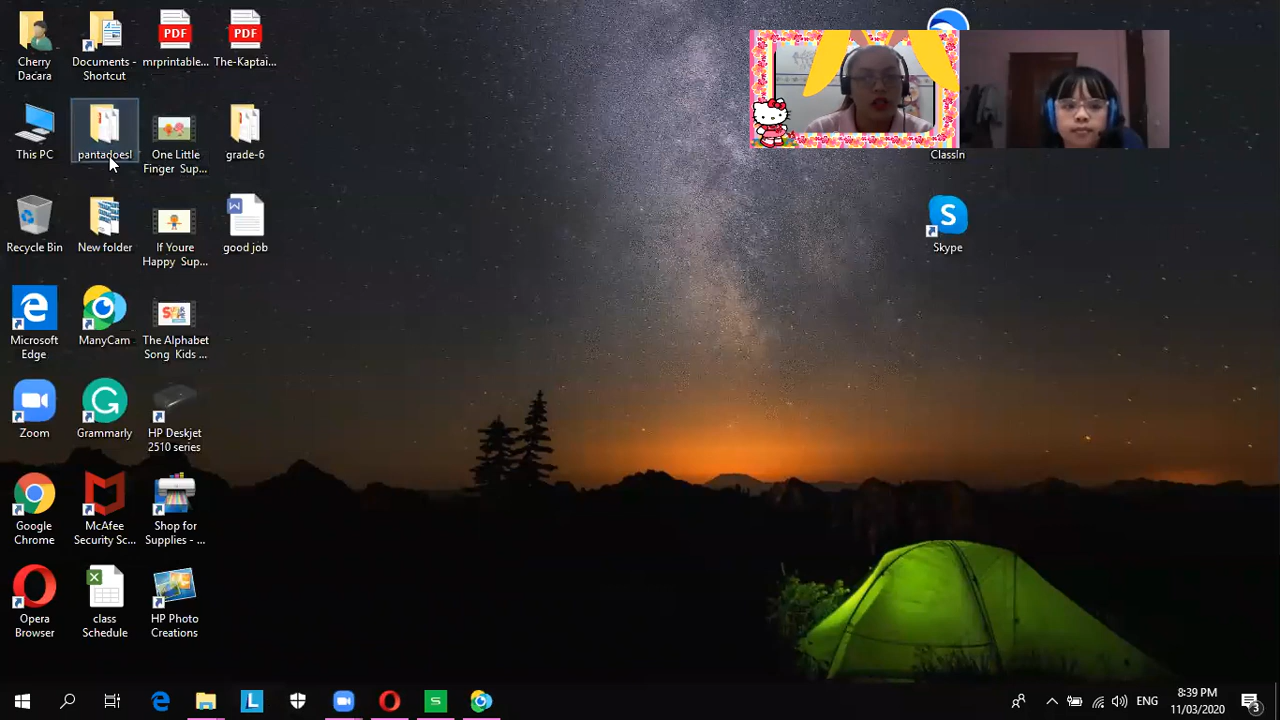 Cherry
Dacara
Documents -
Shortcut
mrprintable...
The-Kaptai...
PDF
PDF
This PC
pantadoesl
One Little
Finger Sup...
grade-6
ClassIn
Recycle Bin
New folder
If Youre
Happy Sup...
good job
Skype
Microsoft
Edge
ManyCam
The Alphabet
Song Kids ...
Zoom
Grammarly
HP Deskjet
2510 series
Google
Chrome
McAfee
Security Sc...
Shop for
Supplies - ...
Opera
Browser
class
Schedule
HP Photo
Creations
ENG
8:39 PM
11/03/2020